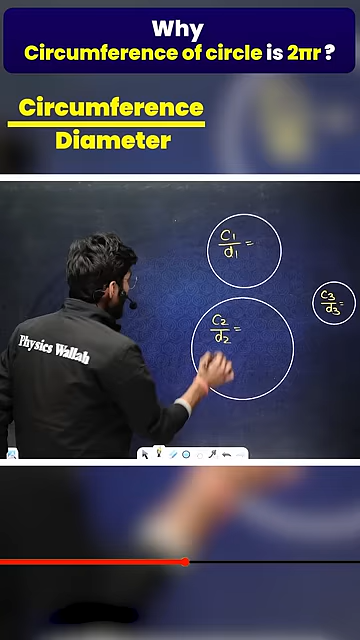 Why
Circumference of circle is 2πr ?
Circumference
Diameter
C₁
d₁ =
C₂
d₂ =
C₃
d₃ =
Physics Wallah